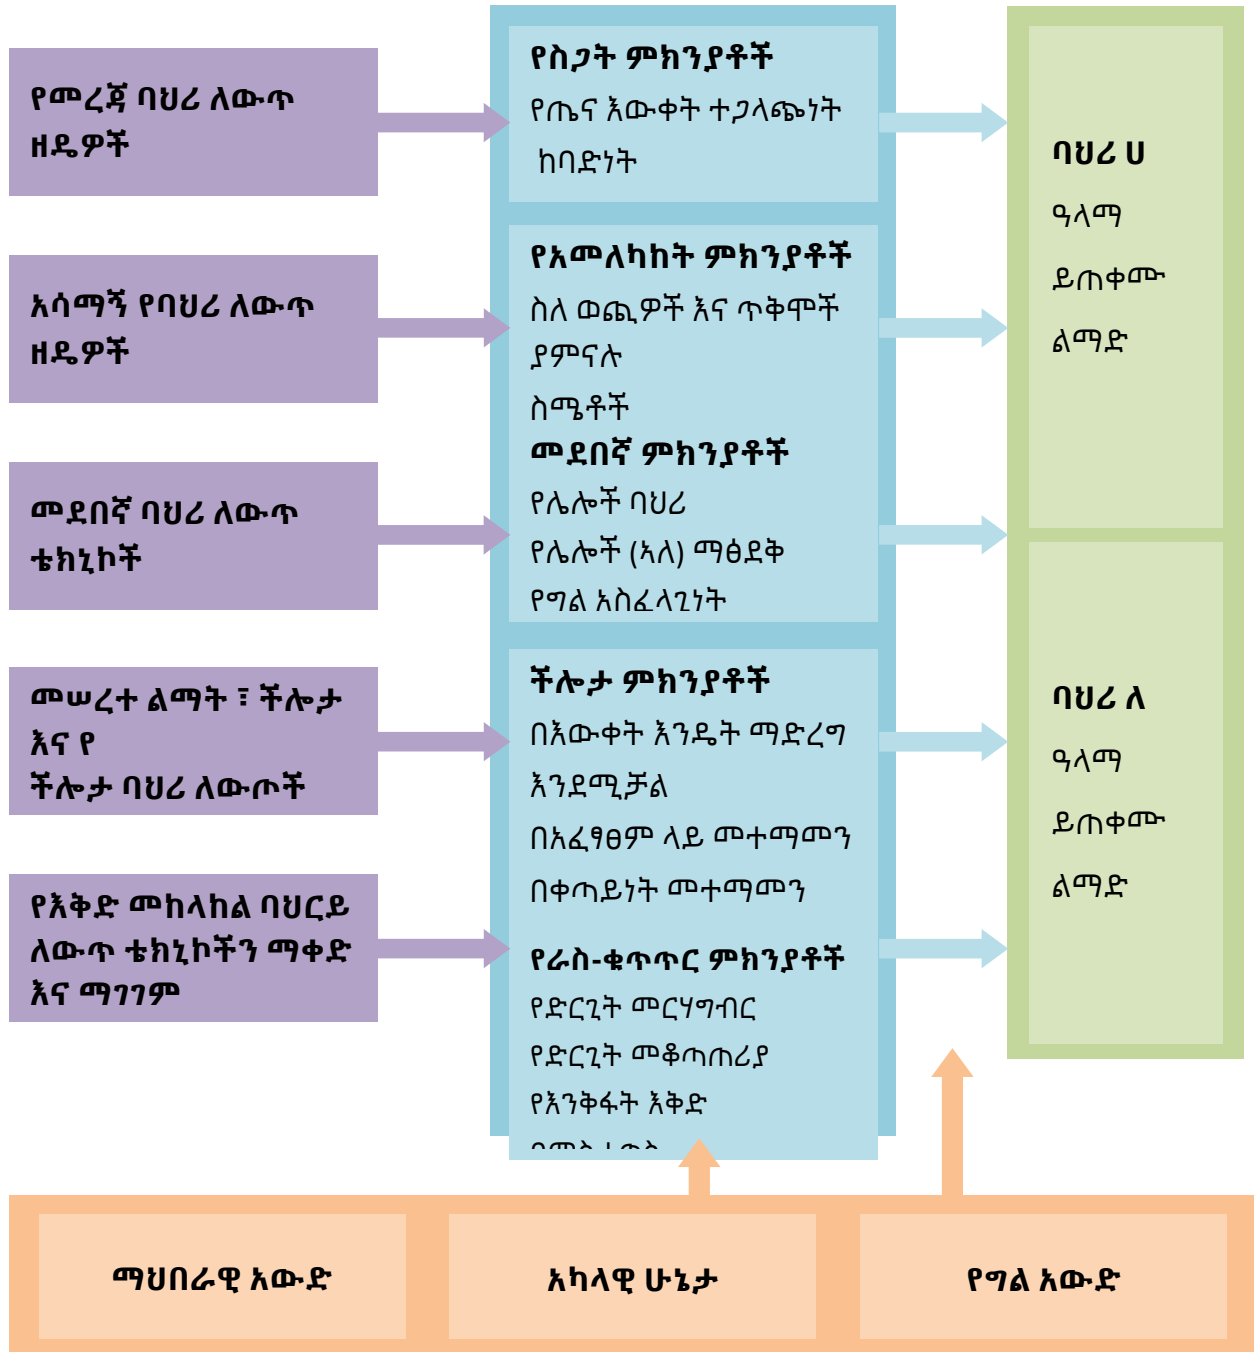 የመረጃ ባህሪ ለውጥ
ዘዴዎች
አሳማኝ የባህሪ ለውጥ
ዘዴዎች
መደበኛ ባህሪ ለውጥ
ቴክኒኮች
መሠረተ ልማት ፣ ችሎታ
እና የ
ችሎታ ባህሪ ለውጦች
የእቅድ መከላከል ባህርይ
ለውጥ ቴክኒኮችን ማቀድ
እና ማገገም
የስጋት ምክንያቶች
የጤና እውቀት ተጋላጭነት
ከባድነት
የአመለካከት ምክንያቶች
ስለ ወጪዎች እና ጥቅሞች
ያምናሉ
ስሜቶች
መደበኛ ምክንያቶች
የሌሎች ባህሪ
የሌሎች (ኣለ) ማፅደቅ
የግል አስፈላጊነት
ችሎታ ምክንያቶች
በእውቀት እንዴት ማድረግ
እንደሚቻል
በአፈፃፀም ላይ መተማመን
በቀጣይነት መተማመን
የራስ-ቁጥጥር ምክንያቶች
የድርጊት መርሃግብር
የድርጊት መቆጣጠሪያ
የእንቅፋት እቅድ
ባህሪ ሀ
ዓላማ
ይጠቀሙ
ልማድ
ባህሪ ለ
ዓላማ
ይጠቀሙ
ልማድ
ማህበራዊ አውድ
አካላዊ ሁኔታ
የግል አውድ